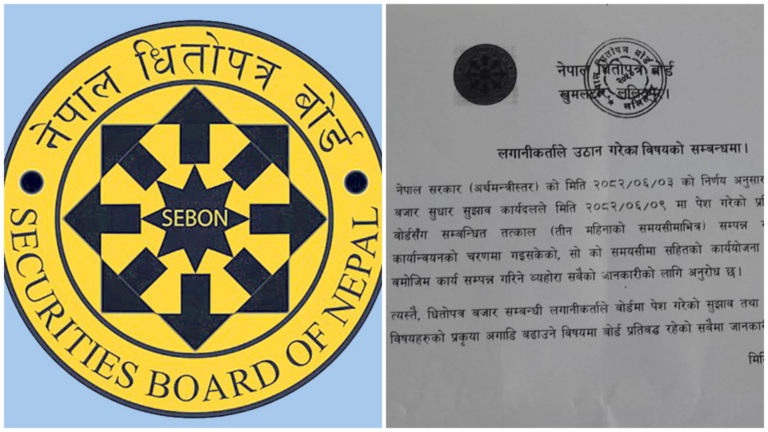 नेपाल धितोपत्र बोर्ड
SEBON
SECURITIES BOARD OF NEPAL
नेपाल धितोपत्र बोर्ड
खुमलटार, ललितपुर।
लगानीकर्ताले उठान गरेका विषयको सम्बन्धमा।
नेपाल सरकार (अर्थमन्त्रीस्तर) को मिति २०८२/०६/०३ को निर्णय अनुसार
बजार सुधार सुझाव कार्यदलले मिति २०८२/०६/०९ मा पेश गरेको
बोर्डसँग सम्बन्धित तत्काल (तीन महिनाको समयसीमाभित्र) सम्पन्न
कार्यान्वयनको चरणमा गइसकेको, सो को समयसीमा सहितको कार्ययोजना
बमोजिम कार्य सम्पन्न गरिने व्यहोरा सबैको जानकारीको लागि अनुरोध छ।
त्यस्तै, धितोपत्र बजार सम्बन्धी लगानीकर्ताले बोर्डमा पेश गरेको सुझाव तथा
विषयहरुको प्रकृया अगाडि बढाउने विषयमा बोर्ड प्रतिबद्ध रहेको सबैमा